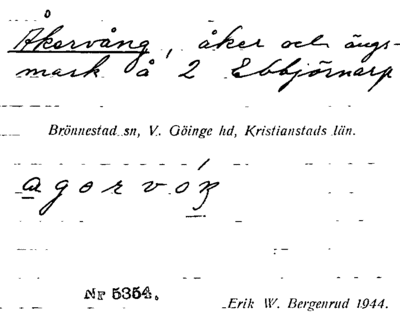 Åkervång, åker och ängs-
mark å 2 Ebbjörnarp
Brönnestad sn, V. Göinge hd, Kristianstads län.
Nr 5354.
Erik W. Bergenrud 1944.